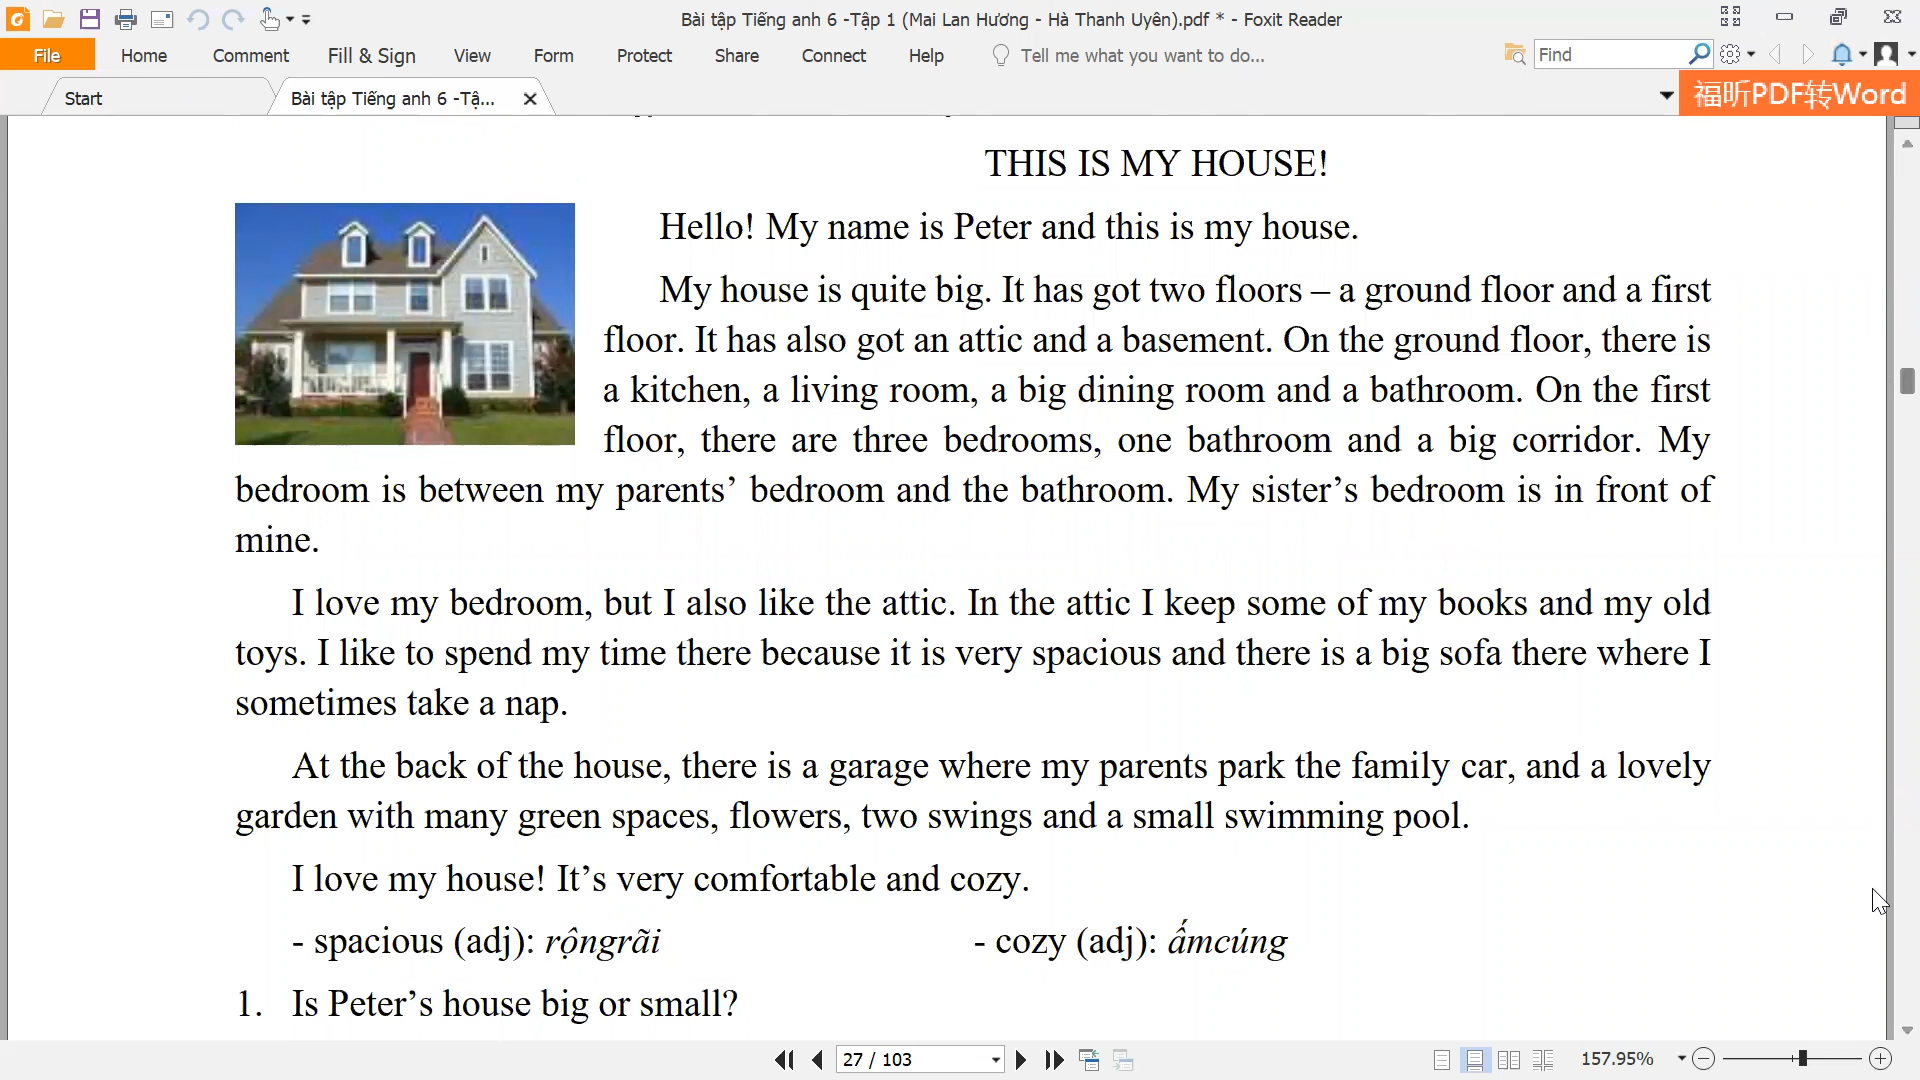 Bài tập Tiếng anh 6 -Tập 1 (Mai Lan Hương - Hà Thanh Uyên).pdf * - Foxit Reader
File Home Comment Fill & Sign View Form Protect Share Connect Help Tell me what you want to do... Find
Start Bài tập Tiếng anh 6 -Tậ... 福昕PDF转Word
THIS IS MY HOUSE!
Hello! My name is Peter and this is my house.
My house is quite big. It has got two floors – a ground floor and a first
floor. It has also got an attic and a basement. On the ground floor, there is
a kitchen, a living room, a big dining room and a bathroom. On the first
floor, there are three bedrooms, one bathroom and a big corridor. My
bedroom is between my parents’ bedroom and the bathroom. My sister’s bedroom is in front of
mine.
I love my bedroom, but I also like the attic. In the attic I keep some of my books and my old
toys. I like to spend my time there because it is very spacious and there is a big sofa there where I
sometimes take a nap.
At the back of the house, there is a garage where my parents park the family car, and a lovely
garden with many green spaces, flowers, two swings and a small swimming pool.
I love my house! It’s very comfortable and cozy.
- spacious (adj): rộngrãi - cozy (adj): ấmcúng
1. Is Peter’s house big or small?
27 / 103 157.95%